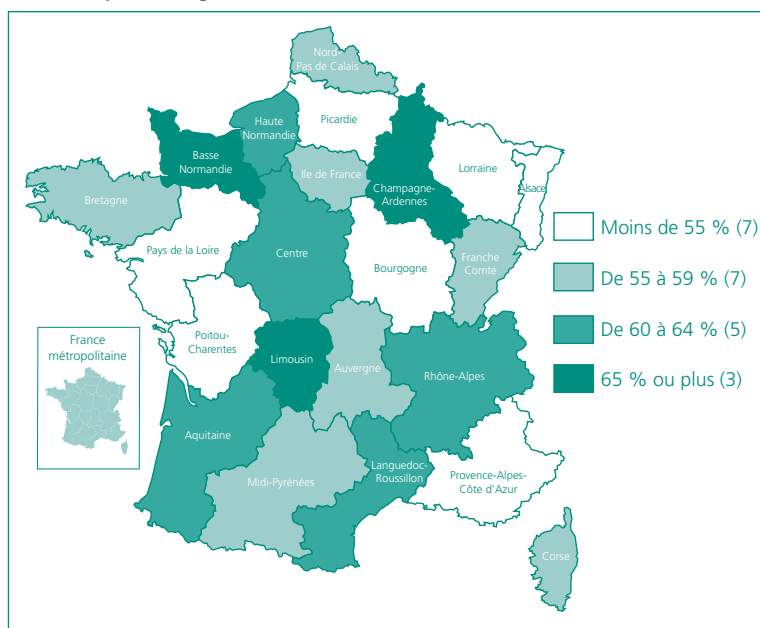 Nord-
Pas de Calais
Haute
Normandie
Picardie
Basse
Normandie
Ile de France
Champagne-
Ardennes
Lorraine
Alsace
Bretagne
Pays de la Loire
Centre
Bourgogne
Franche
Comté
Poitou-
Charentes
Limousin
Auvergne
Rhône-Alpes
Aquitaine
Midi-Pyrénées
Languedoc-
Roussillon
Provence-Alpes-
Côte d'Azur
Corse
France
métropolitaine
Moins de 55 % (7)
De 55 à 59 % (7)
De 60 à 64 % (5)
65 % ou plus (3)